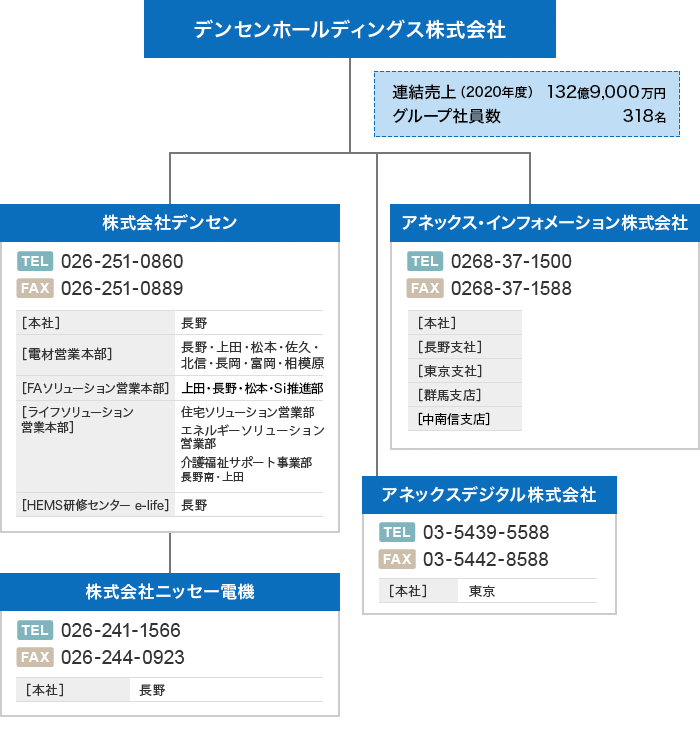 デンセンホールディングス株式会社
連結売上(2020年度) 132億9,000万円
グループ社員数 318名
株式会社デンセン
TEL 026-251-0860
FAX 026-251-0889
[本社] 長野
[電材営業本部] 長野・上田・松本・佐久・
北信・長岡・富岡・相模原
[FAソリューション営業本部] 上田・長野・松本・Si推進部
[ライフソリューション
営業本部]
住宅ソリューション営業部
エネルギーソリューション
営業部
介護福祉サポート事業部
長野南・上田
[HEMS研修センター e-life] 長野
アネックス・インフォメーション株式会社
TEL 0268-37-1500
FAX 0268-37-1588
[本社]
[長野支社]
[東京支社]
[群馬支店]
[中南信支店]
アネックスデジタル株式会社
TEL 03-5439-5588
FAX 03-5442-8588
[本社] 東京
株式会社ニッセー電機
TEL 026-241-1566
FAX 026-244-0923
[本社] 長野